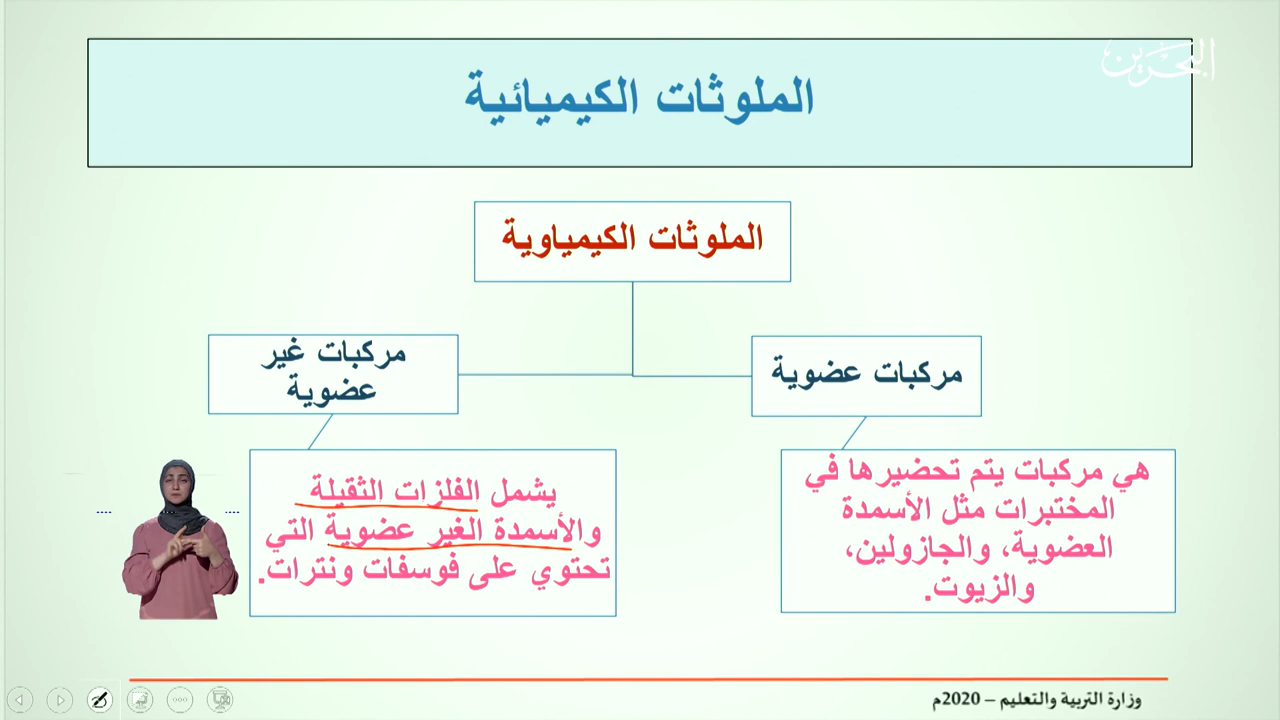 البحرين
الملوثات الكيميائية
الملوثات الكيمياوية
مركبات عضوية
هي مركبات يتم تحضيرها في
المختبرات مثل الأسمدة
العضوية، والجازولين،
والزيوت.
مركبات غير
عضوية
يشمل الفلزات الثقيلة
والأسمدة الغير عضوية التي
تحتوي على فوسفات ونترات.
وزارة التربية والتعليم – 2020م